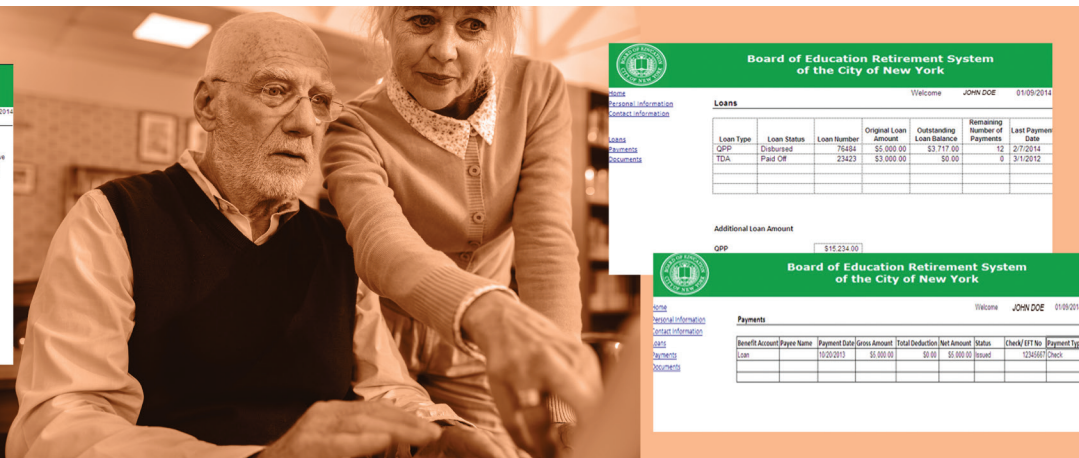 2014
Board of Education Retirement System
of the City of New York
Welcome JOHN DOE 01/09/2014
Home
Personal Information
Contact Information
Loans
Payments
Documents
Loans
Loan Type Loan Status Loan Number Original Loan Amount Outstanding Loan Balance Remaining Number of Payments Last Payment Date
QPP Disbursed 76484 $5,000.00 $3,717.00 12 2/7/2014
TDA Paid Off 23423 $3,000.00 $0.00 0 3/1/2012
Additional Loan Amount
QPP $15,234.00
Board of Education Retirement System
of the City of New York
Welcome JOHN DOE 01/09/201
Home
Personal Information
Contact Information
Loans
Payments
Documents
Payments
Benefit Account Payee Name Payment Date Gross Amount Total Deduction Net Amount Status Check/ EFT No Payment Typ
Loan 10/20/2013 $5,000.00 $0.00 $5,000.00 Issued 12345667 Check